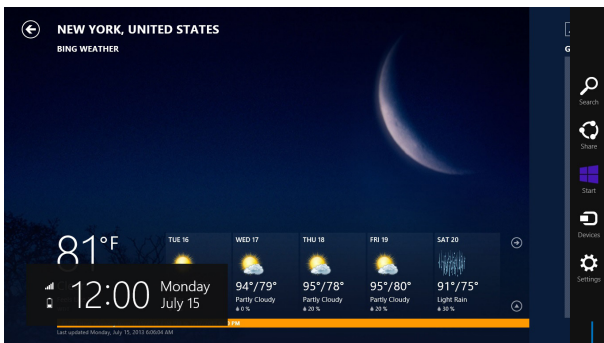 NEW YORK, UNITED STATES
BING WEATHER
G
81°F
TUE 16
WED 17
94°/79°
Partly Cloudy
0 %
THU 18
95°/78°
Partly Cloudy
20 %
FRI 19
95°/80°
Partly Cloudy
20 %
SAT 20
91°/75°
Light Rain
30 %
12:00
Monday
July 15
PM
Last updated Monday, July 15, 2013 6:06:04 AM
Search
Share
Start
Devices
Settings